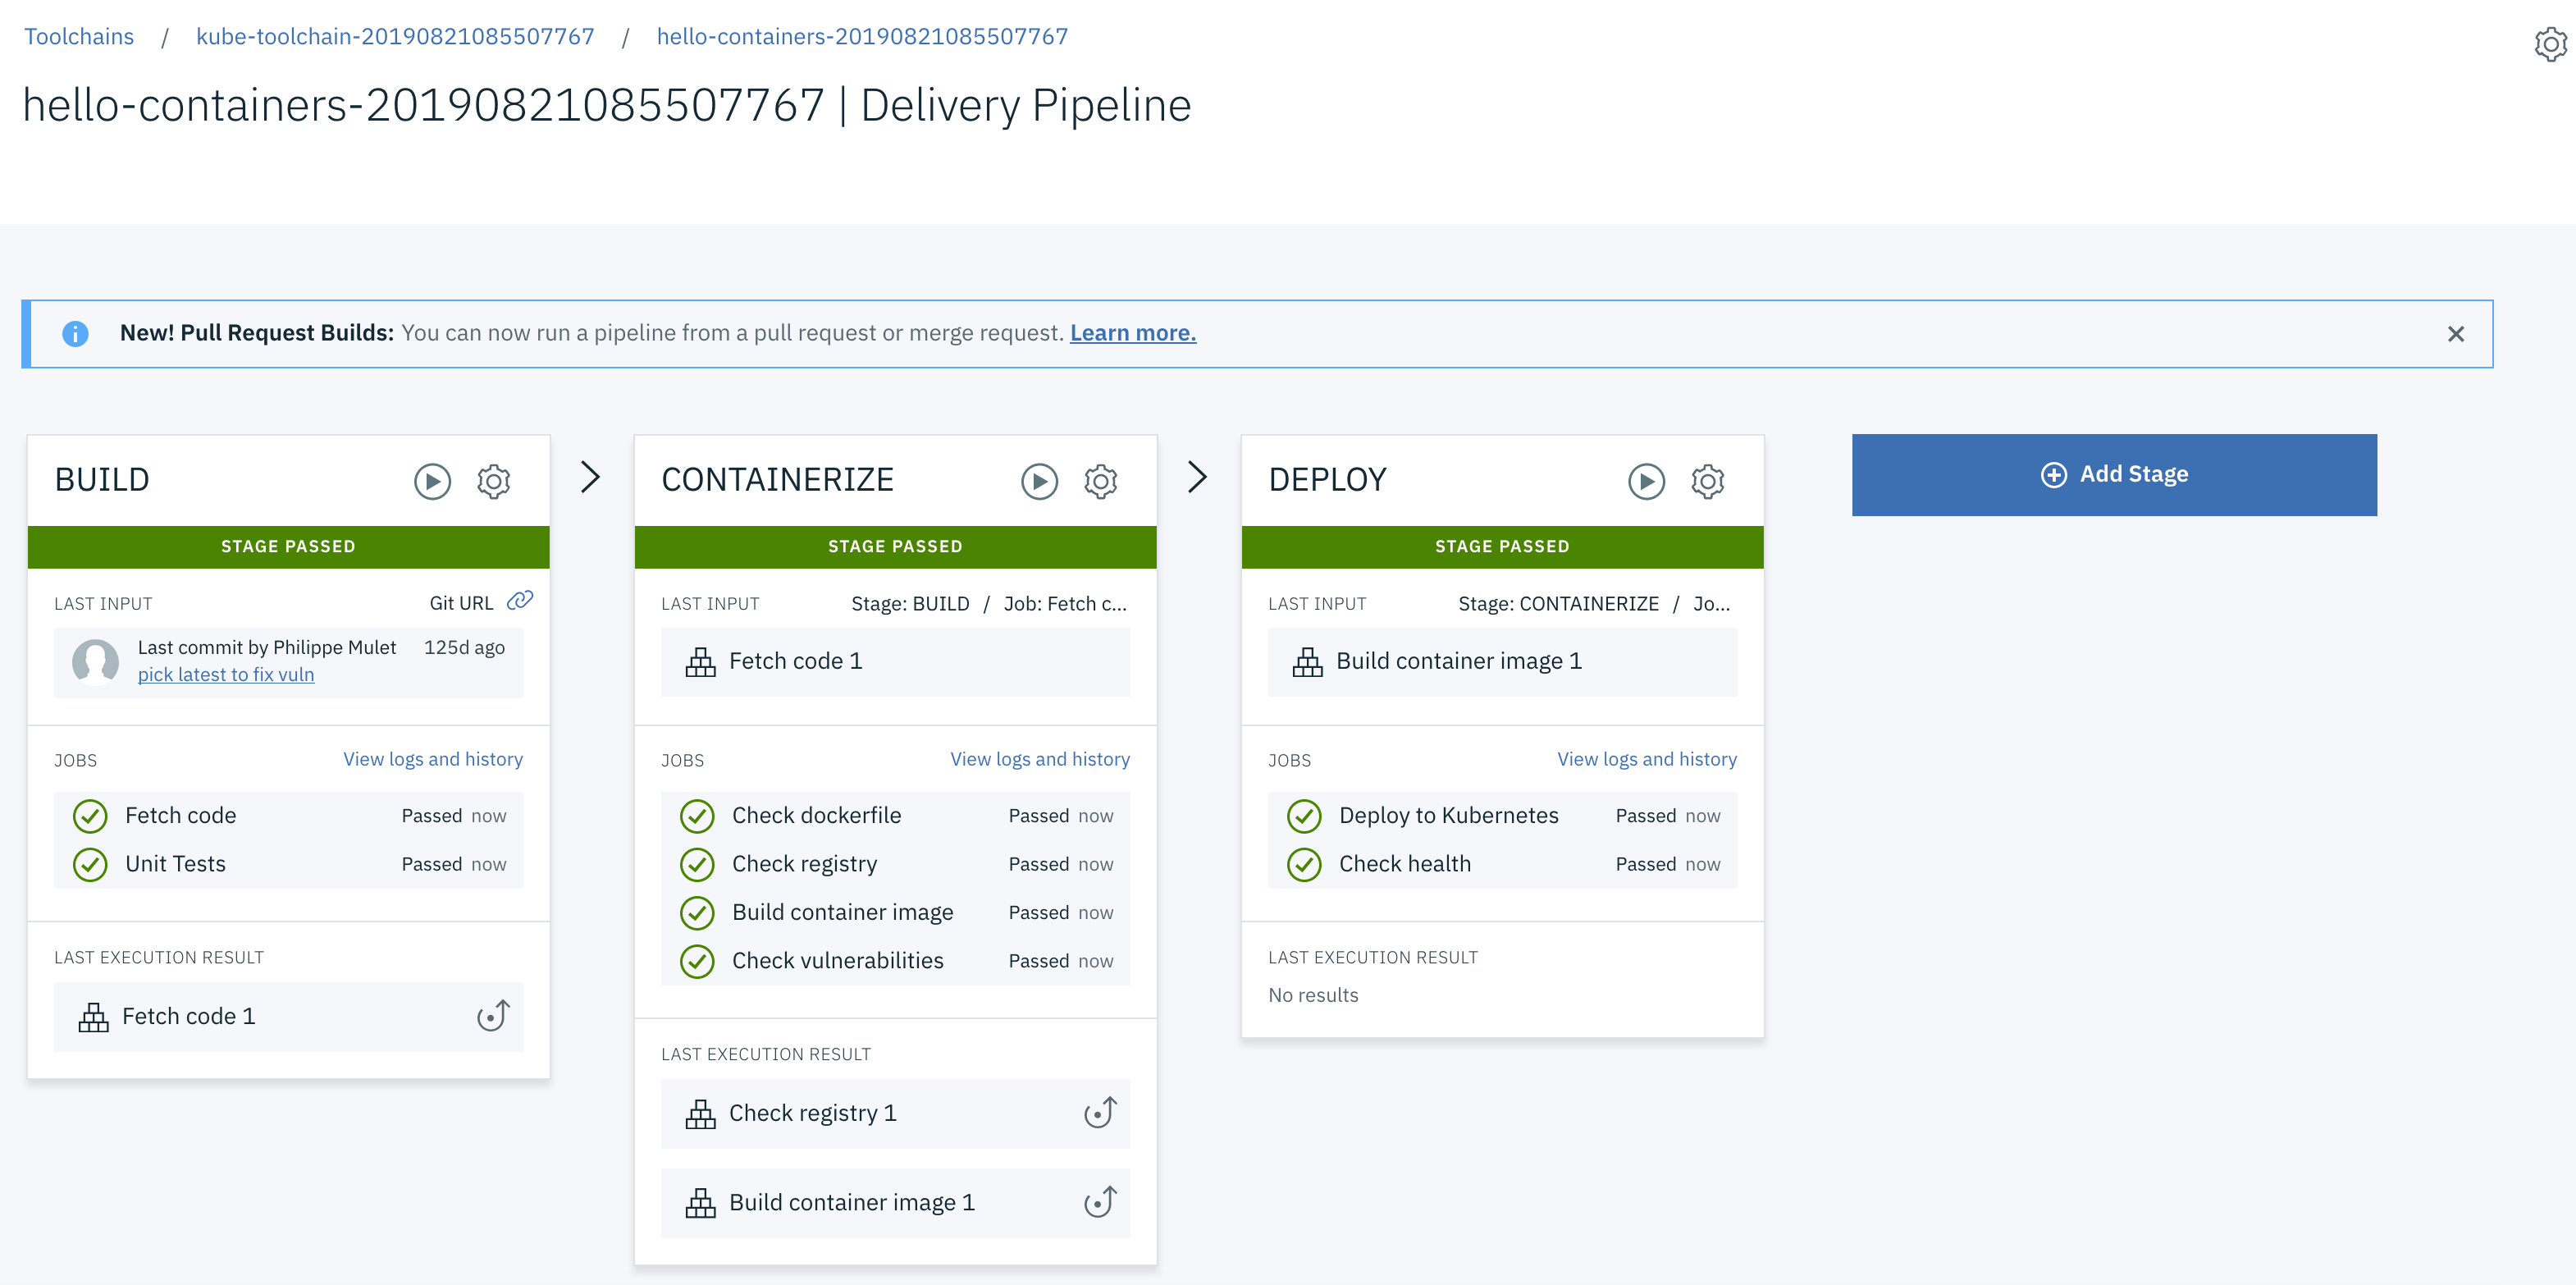 Toolchains / kube-toolchain-20190821085507767 / hello-containers-20190821085507767
hello-containers-20190821085507767 | Delivery Pipeline
New! Pull Request Builds: You can now run a pipeline from a pull request or merge request. Learn more.
BUILD
STAGE PASSED
LAST INPUT Git URL
Last commit by Philippe Mulet 125d ago
pick latest to fix vuln
JOBS View logs and history
Fetch code Passed now
Unit Tests Passed now
LAST EXECUTION RESULT
Fetch code 1
CONTAINERIZE
STAGE PASSED
LAST INPUT Stage: BUILD / Job: Fetch c...
Fetch code 1
JOBS View logs and history
Check dockerfile Passed now
Check registry Passed now
Build container image Passed now
Check vulnerabilities Passed now
LAST EXECUTION RESULT
Check registry 1
Build container image 1
DEPLOY
STAGE PASSED
LAST INPUT Stage: CONTAINERIZE / Jo...
Build container image 1
JOBS View logs and history
Deploy to Kubernetes Passed now
Check health Passed now
LAST EXECUTION RESULT
No results
Add Stage